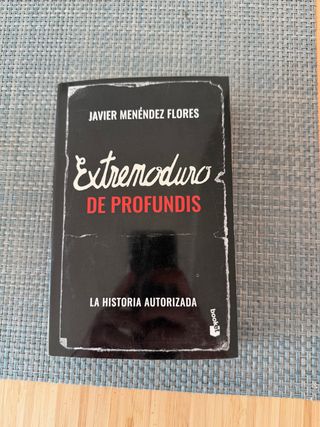 JAVIER MENÉNDEZ FLORES
Extremoduro
DE PROFUNDIS
LA HISTORIA AUTORIZADA
booket